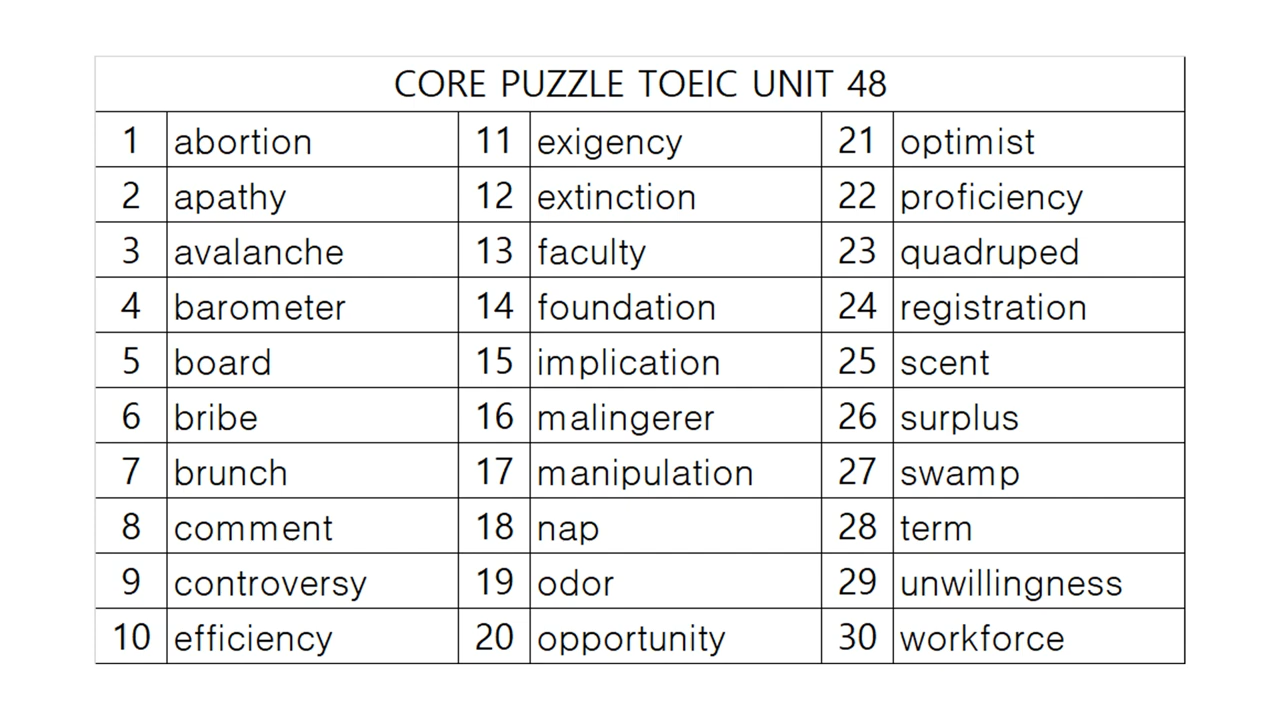 CORE PUZZLE TOEIC UNIT 48
1 abortion 11 exigency 21 optimist
2 apathy 12 extinction 22 proficiency
3 avalanche 13 faculty 23 quadruped
4 barometer 14 foundation 24 registration
5 board 15 implication 25 scent
6 bribe 16 malingerer 26 surplus
7 brunch 17 manipulation 27 swamp
8 comment 18 nap 28 term
9 controversy 19 odor 29 unwillingness
10 efficiency 20 opportunity 30 workforce